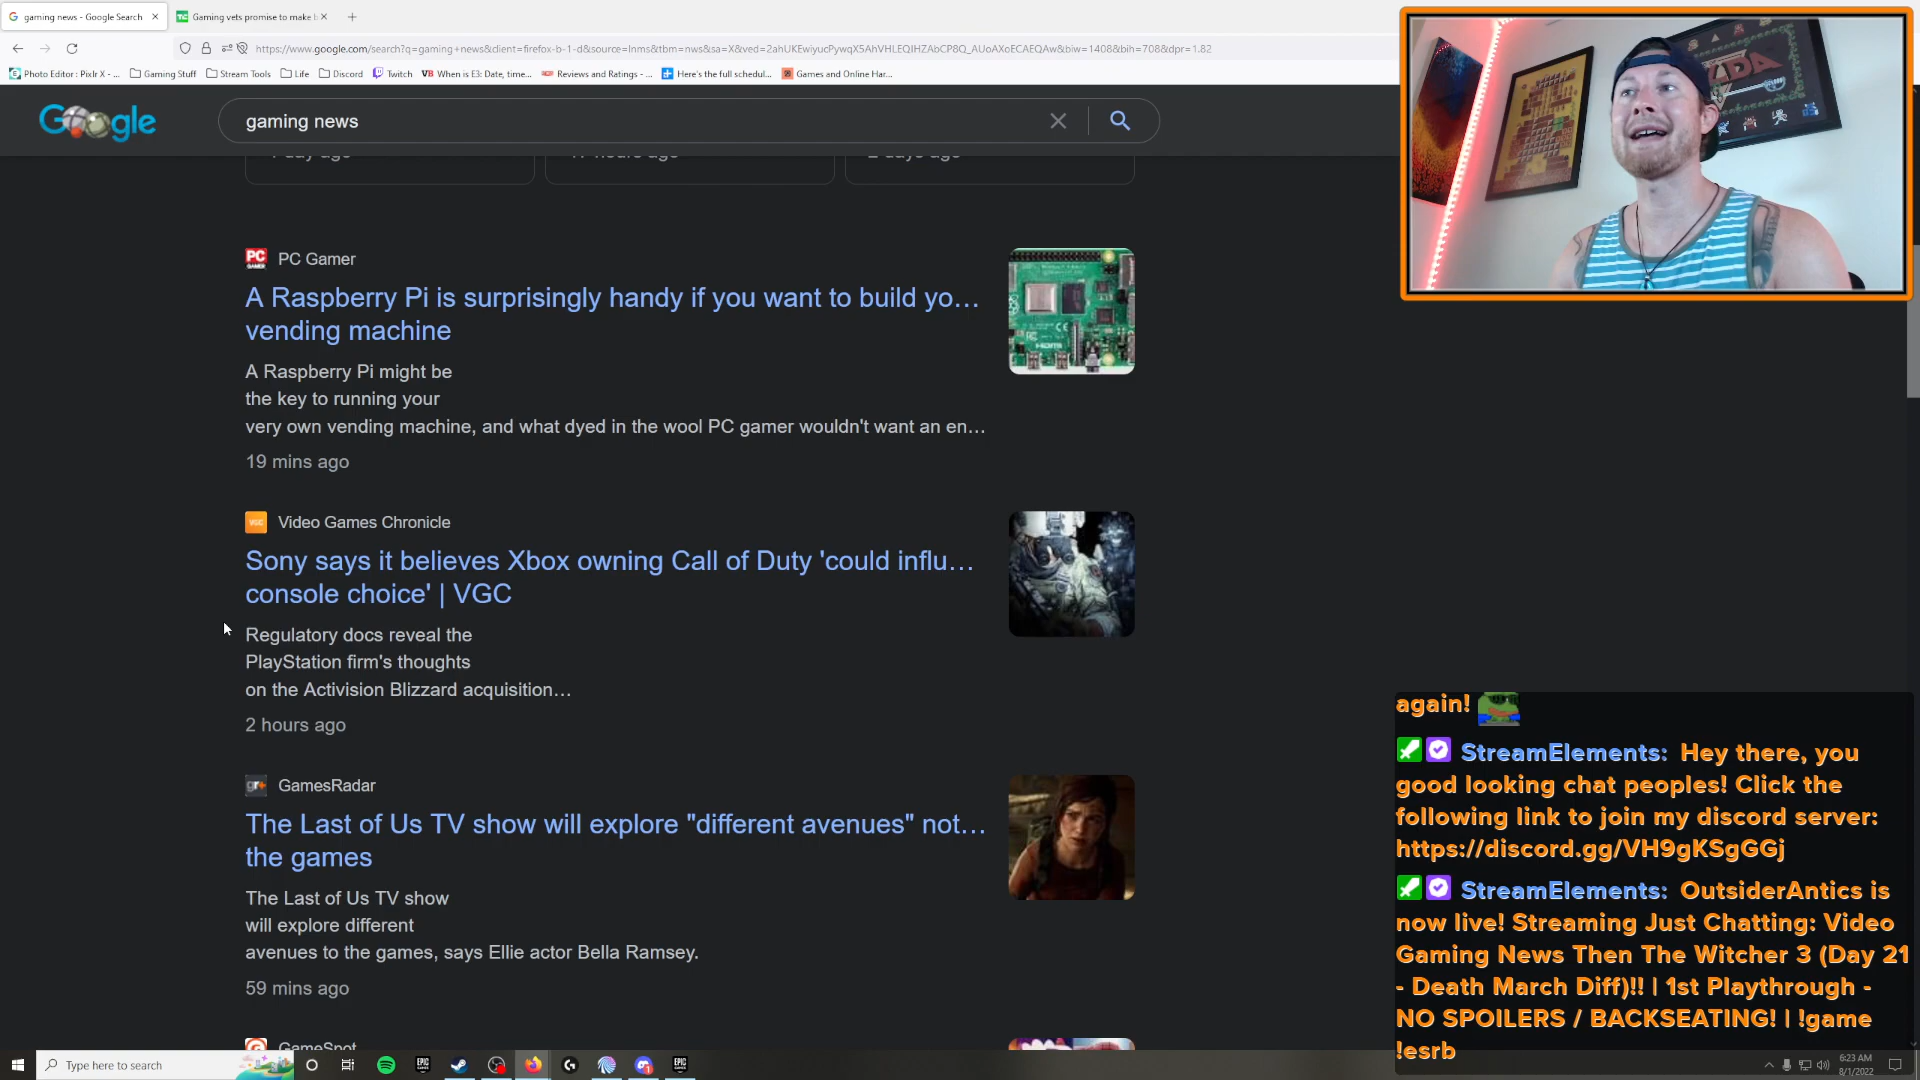 gaming news - Google Search
Gaming vets promise to make b
https://www.google.com/search?q=gaming+news&client=firefox-b-1-d&source=lnms&tbm=nws&sa=X&ved=2ahUKEwiyucPywqX5AhVHLEQIHZAbCP8Q_AUoAXoECAEQAw&biw=1408&bih=708&dpr=1.82
Photo Editor : Pixlr X - ...
Gaming Stuff
Stream Tools
Life
Discord
Twitch
When is E3: Date, time...
Reviews and Ratings - ...
Here's the full schedul...
Games and Online Har...
Google
gaming news
PC Gamer
A Raspberry Pi is surprisingly handy if you want to build yo...
vending machine
A Raspberry Pi might be
the key to running your
very own vending machine, and what dyed in the wool PC gamer wouldn't want an en...
19 mins ago
Video Games Chronicle
Sony says it believes Xbox owning Call of Duty 'could influ...
console choice' | VGC
Regulatory docs reveal the
PlayStation firm's thoughts
on the Activision Blizzard acquisition...
2 hours ago
GamesRadar
The Last of Us TV show will explore "different avenues" not...
the games
The Last of Us TV show
will explore different
avenues to the games, says Ellie actor Bella Ramsey.
59 mins ago
GameSpot
again!
StreamElements: Hey there, you
good looking chat peoples! Click the
following link to join my discord server:
https://discord.gg/VH9gKSgGGj
StreamElements: OutsiderAntics is
now live! Streaming Just Chatting: Video
Gaming News Then The Witcher 3 (Day 21
- Death March Diff)!! | 1st Playthrough -
NO SPOILERS / BACKSEATING! | !game
!esrb
Type here to search
6:23 AM
8/1/2022